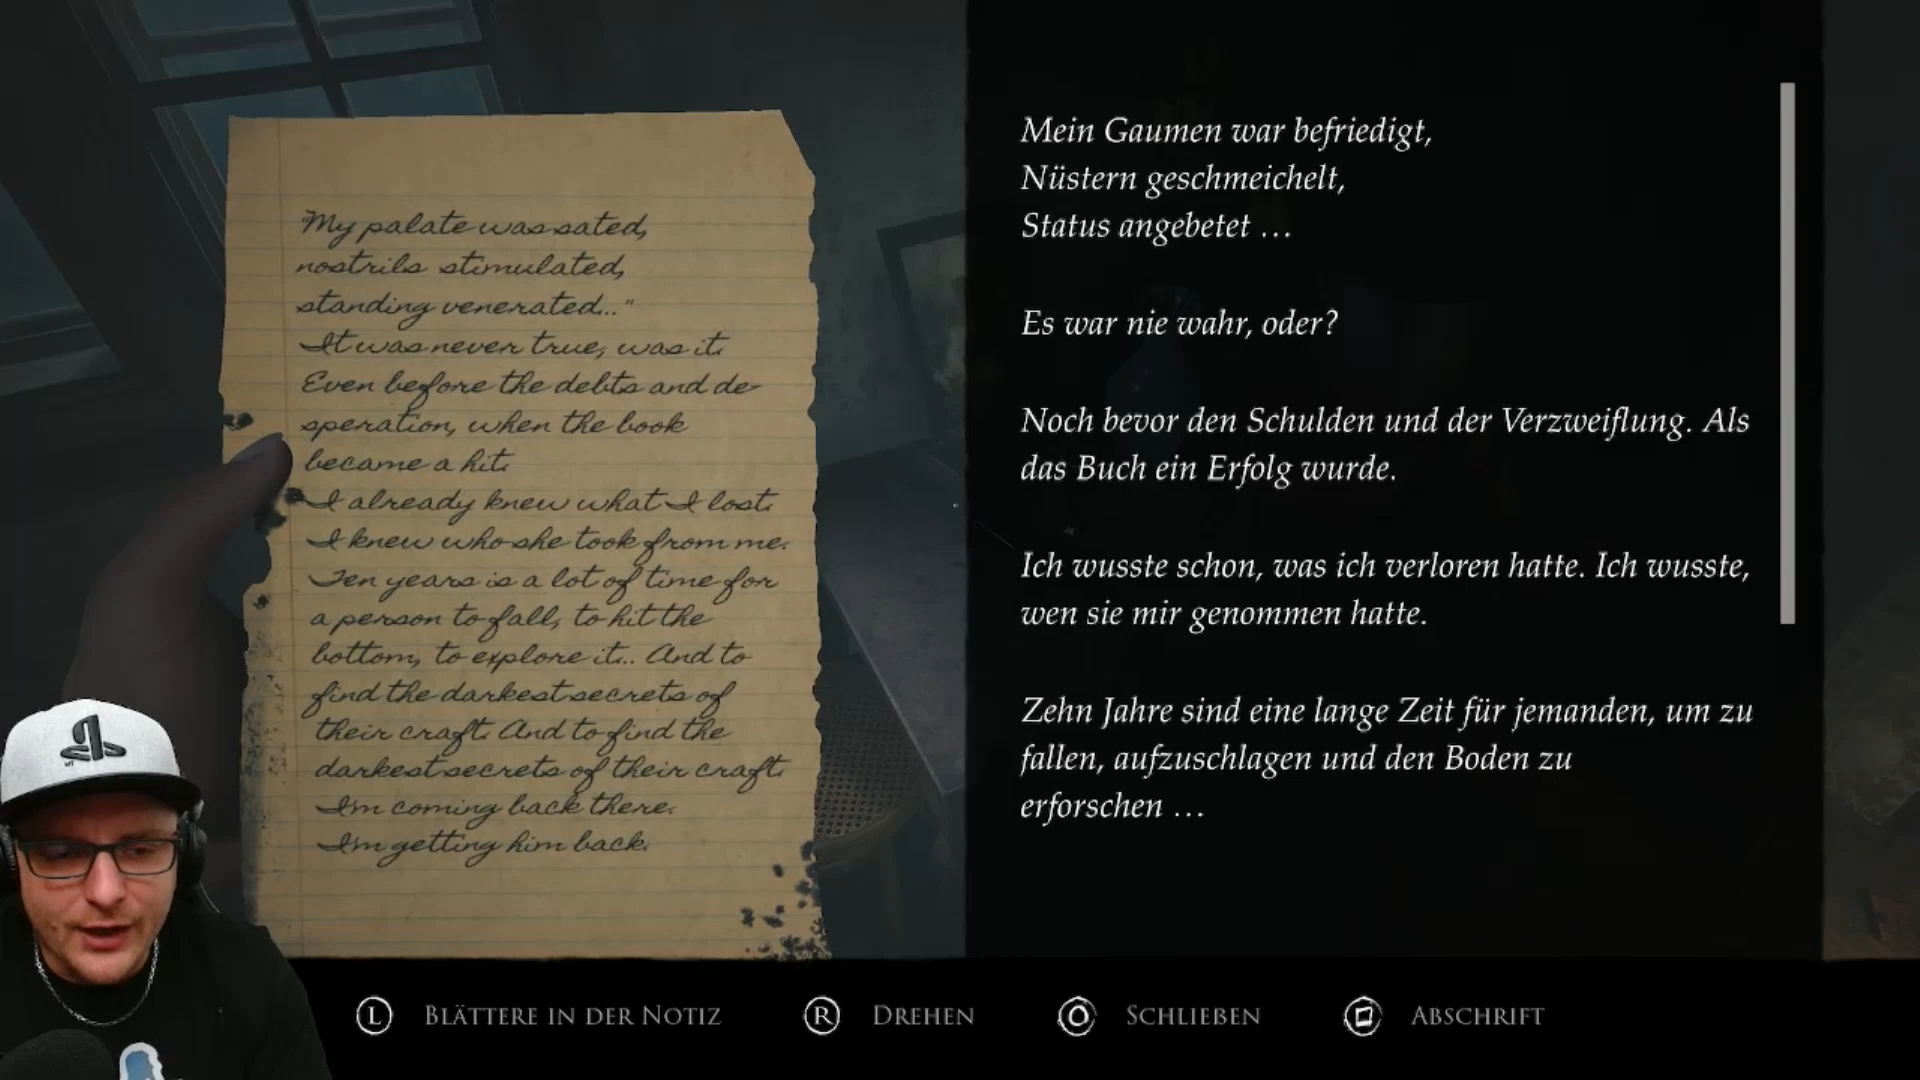 "My palate was sated,
nostrils stimulated,
standing venerated..."
It was never true, was it.
Even before the debts and de-
speration, when the book
became a hit.
I already knew what I lost.
I knew who she took from me.
Ten years is a lot of time for
a person to fall, to hit the
bottom, to explore it... And to
find the darkest secrets of
their craft. And to find the
darkest secrets of their craft.
I'm coming back there.
I'm getting him back.
Mein Gaumen war befriedigt,
Nüstern geschmeichelt,
Status angebetet …
Es war nie wahr, oder?
Noch bevor den Schulden und der Verzweiflung. Als
das Buch ein Erfolg wurde.
Ich wusste schon, was ich verloren hatte. Ich wusste,
wen sie mir genommen hatte.
Zehn Jahre sind eine lange Zeit für jemanden, um zu
fallen, aufzuschlagen und den Boden zu
erforschen …
L BLÄTTERE IN DER NOTIZ R DREHEN SCHLIEßEN ABSCHRIFT